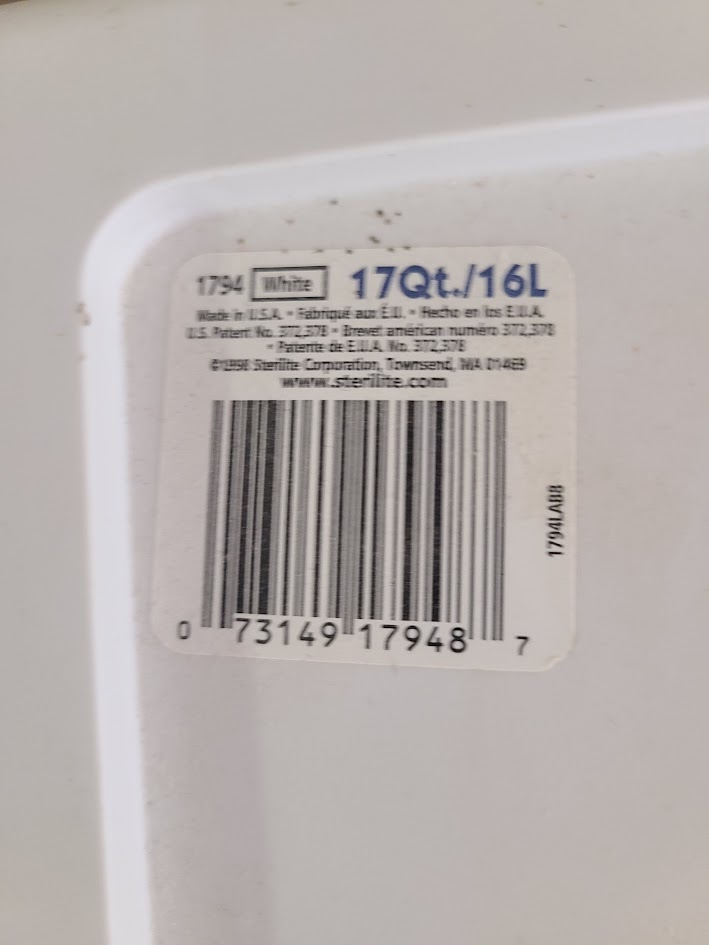 1794 White 17Qt./16L
Made in U.S.A. • Fabriqué aux É.U. • Hecho en los E.U.A.
U.S. Patent No. 372,378 • Brevet américan numéro 372,378
• Patente de E.U.A. No. 372,378
©1998 Sterilite Corporation, Townsend, MA 01469
www.sterilite.com
1794LAB8
0 73149 17948 7